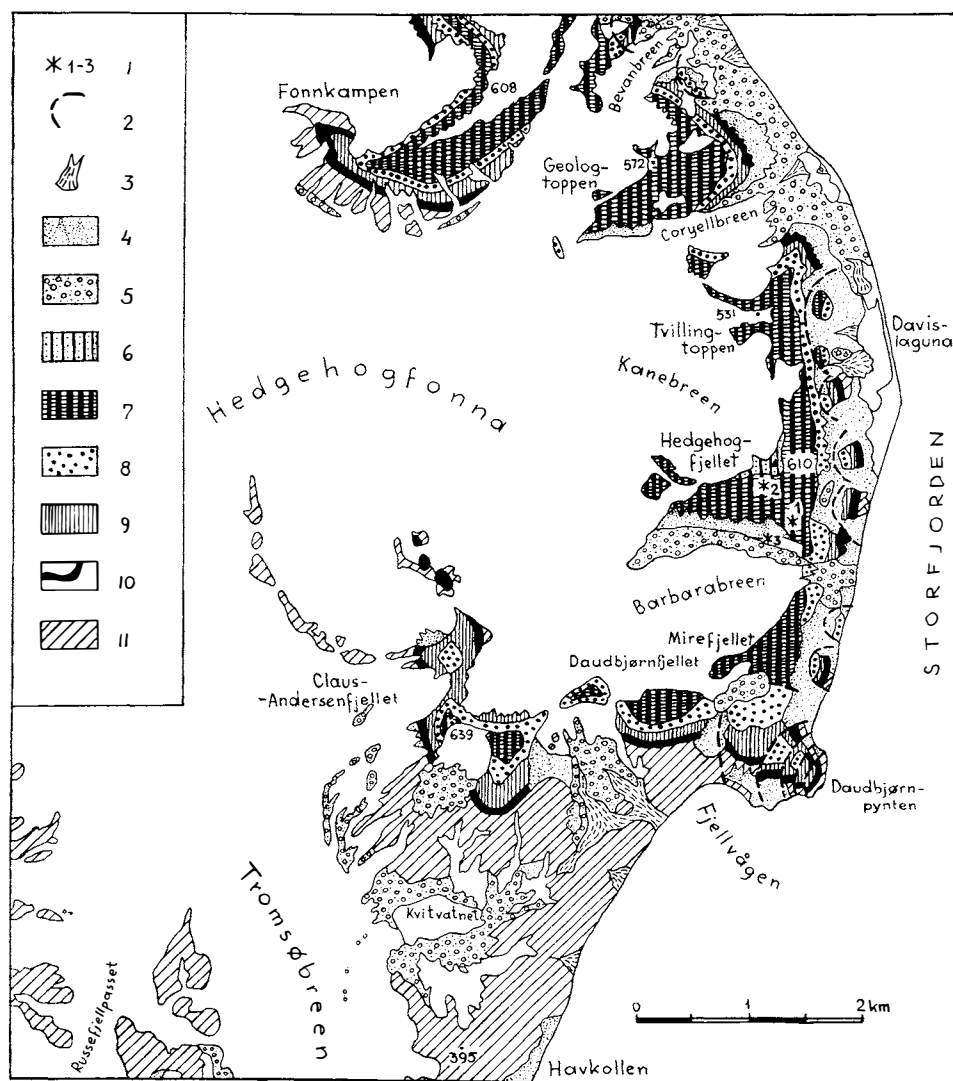 *1-3 1
2
3
4
5
6
7
8
9
10
11
Fonnkampen
608
Bevanbreen
Geolog-
toppen
572
Coryellbreen
531
Tvilling-
toppen
Davis-
laguna
Kanebreen
Hedgehogfonna
Hedgehog-
fjellet
610
*2
*1
*3
STORFJORDEN
Barbarabreen
Mirefjellet
Daudbjørnfjellet
Claus-
-Andersenfjellet
639
Daudbjørn-
pynten
Fjellvågen
Tromsøbreen
Kvitvatnet
Russefjellpasset
0 1 2 km
395
Havkollen